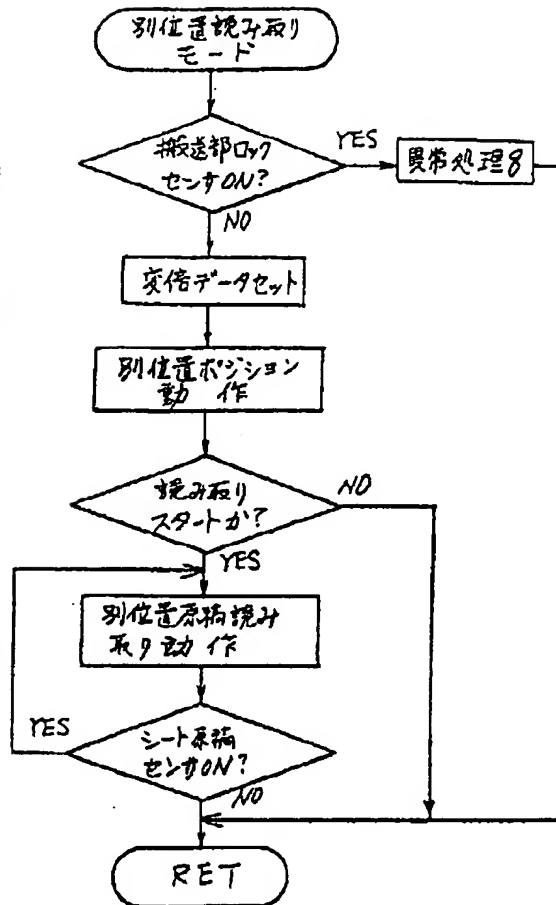 別位置読み取り
モード
搬送部ロック
センサON?
YES
異常処理8
NO
変倍データセット
別位置ポジション
動 作
読み取り
スタートか?
NO
YES
別位置原稿読み
取り動作
YES
シート原稿
センサON?
NO
RET